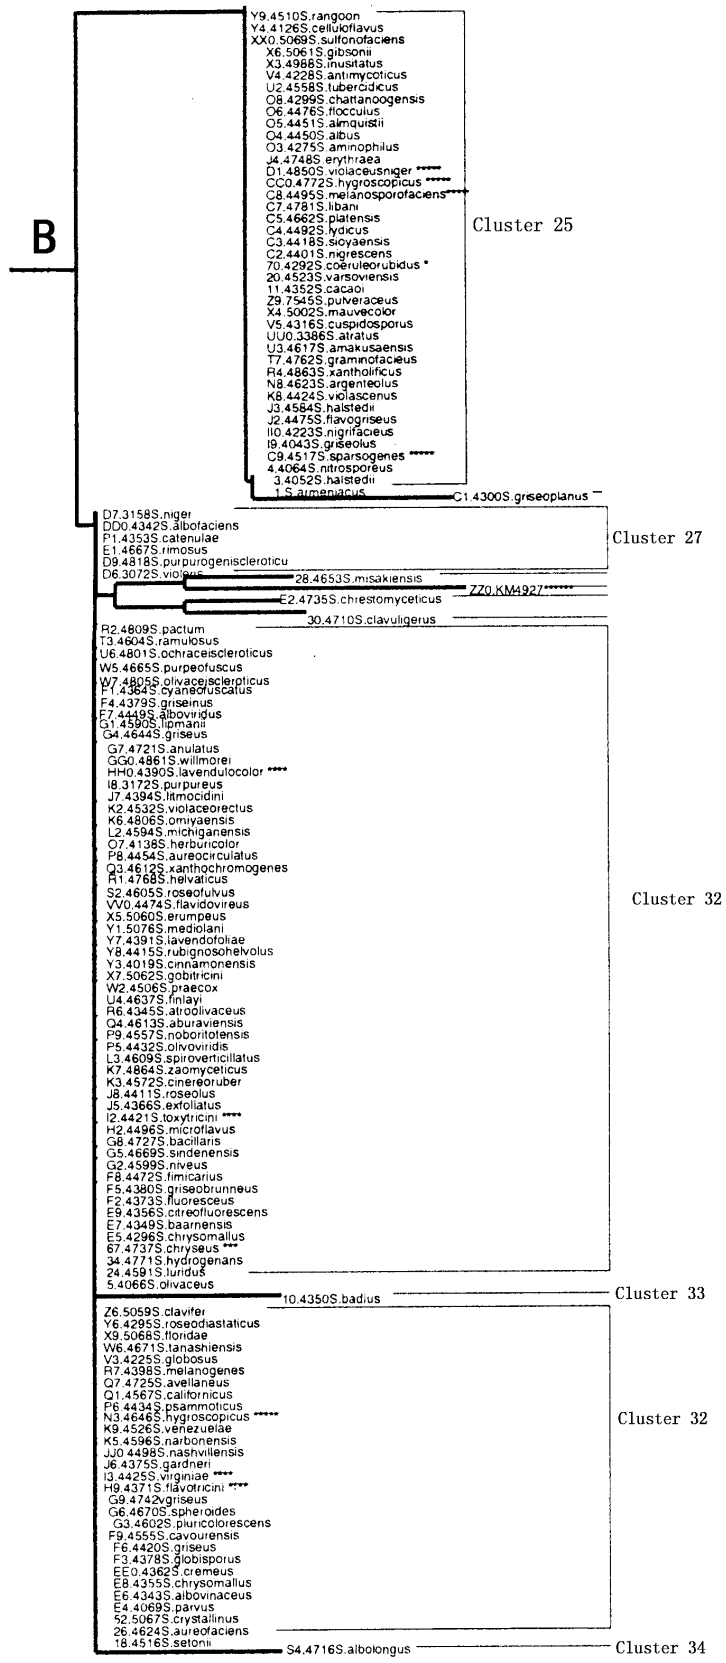 Y9.4510S.rangoon
Y4.4126S.celluloflavus
XX0.5069S.sulfonofaciens
X6.5061S.gibsonii
X3.4988S.inusitatus
V4.4228S.antimycoticus
U2.4558S.tubercidicus
O8.4299S.chattanoogensis
O6.4476S.flocculus
O5.4451S.almquistii
O4.4450S.albus
O3.4275S.aminophilus
J4.4748S.erythraea
D1.4850S.violaceusniger *****
CC0.4772S.hygroscopicus *****
C8.4495S.melanosporofaciens*****
C7.4781S.libani
C5.4662S.platensis
C4.4492S.lydicus
Cluster 25
B
C3.4418S.sioyaensis
C2.4401S.nigrescens
70.4292S.coeruleorubidus *
20.4523S.varsoviensis
11.4352S.cacaoi
Z9.7545S.pulveraceus
X4.5002S.mauvecolor
V5.4316S.cuspidosporus
UU0.3386S.atratus
U3.4617S.amakusaensis
T7.4762S.graminofacieus
R4.4863S.xantholificus
N8.4623S.argenteolus
K8.4424S.violascenus
J3.4584S.halstedii
J2.4475S.flavogriseus
II0.4223S.nigrifacieus
I9.4043S.griseolus
C9.4517S.sparsogenes *****
4.4064S.nitrosporeus
3.4052S.halstedii
1.S.armeniacus
C1.4300S.griseoplanus
D7.3158S.niger
DD0.4342S.albofaciens
P1.4353S.catenulae
Cluster 27
E1.4667S.rimosus
D9.4818S.purpurogenisclerotticu
D6.3072S.violens
28.4653S.misakiensis
ZZ0.KM4927******
E2.4735S.chrestomyceticus
30.4710S.clavuligerus
R2.4809S.pactum
T3.4604S.ramulosus
U6.4801S.ochraceiscleroticus
W5.4665S.purpeofuscus
W7.4805S.olivaceiscleroticus
F1.4364S.cyaneofuscatus
F4.4379S.griseinus
F7.4449S.alboviridus
G1.4590S.lipmanii
G4.4644S.griseus
G7.4721S.anulatus
GG0.4861S.willmorei
HH0.4390S.lavendulocolor ****
I8.3172S.purpureus
J7.4394S.litmocidini
K2.4532S.violaceorectus
K6.4806S.omiyaensis
L2.4594S.michiganensis
O7.4138S.herburicolor
P8.4454S.aureocirculatus
Q3.4612S.xanthochromogenes
R1.4768S.helvaticus
S2.4605S.roseofulvus
Cluster 32
VV0.4474S.flavidovireus
X5.5060S.erumpeus
Y1.5076S.mediolani
Y7.4391S.lavendofoliae
Y8.4415S.rubignosohelvolus
Y3.4019S.cinnamonensis
X7.5062S.gobitricini
W2.4506S.praecox
U4.4637S.finlayi
R6.4345S.atroolivaceus
Q4.4613S.aburaviensis
P9.4557S.noboritotensis
P5.4432S.olivoviridis
L3.4609S.spiroverticillatus
K7.4864S.zaomyceticus
K3.4572S.cinereoruber
J8.4411S.roseolus
J5.4366S.exfoliatus
I2.4421S.toxytricini ****
H2.4496S.microflavus
G8.4727S.bacillaris
G5.4669S.sindenensis
G2.4599S.niveus
F8.4472S.fimicarius
F5.4380S.griseobrunneus
F2.4373S.fluoresceus
E9.4356S.citreofluorescens
E7.4349S.baarnensis
E5.4296S.chrysomallus
67.4737S.chryseus ***
34.4771S.hydrogenans
24.4591S.luridus
5.4066S.olivaceus
10.4350S.badius
Cluster 33
Z6.5059S.clavifer
Y6.4295S.roseodiastaticus
X9.5068S.floridae
W6.4671S.tanashiensis
V3.4225S.globosus
R7.4398S.melanogenes
Q7.4725S.avellaneus
Q1.4567S.californicus
P6.4434S.psammoticus
N3.4646S.hygroscopicus *****
Cluster 32
K9.4526S.venezuelae
K5.4596S.narbonensis
JJ0.4498S.nashvillensis
J6.4375S.gardneri
I3.4425S.virginiae ****
H9.4371S.flavotricini ****
G9.4742vgriseus
G6.4670S.spheroides
G3.4602S.pluricolorescens
F9.4555S.cavourensis
F6.4420S.griseus
F3.4378S.globisporus
EE0.4362S.cremeus
E8.4355S.chrysomallus
E6.4343S.albovinaceus
E4.4069S.parvus
52.5067S.crystallinus
26.4624S.aureofaciens
18.4516S.setonii
S4.4716S.albolongus
Cluster 34